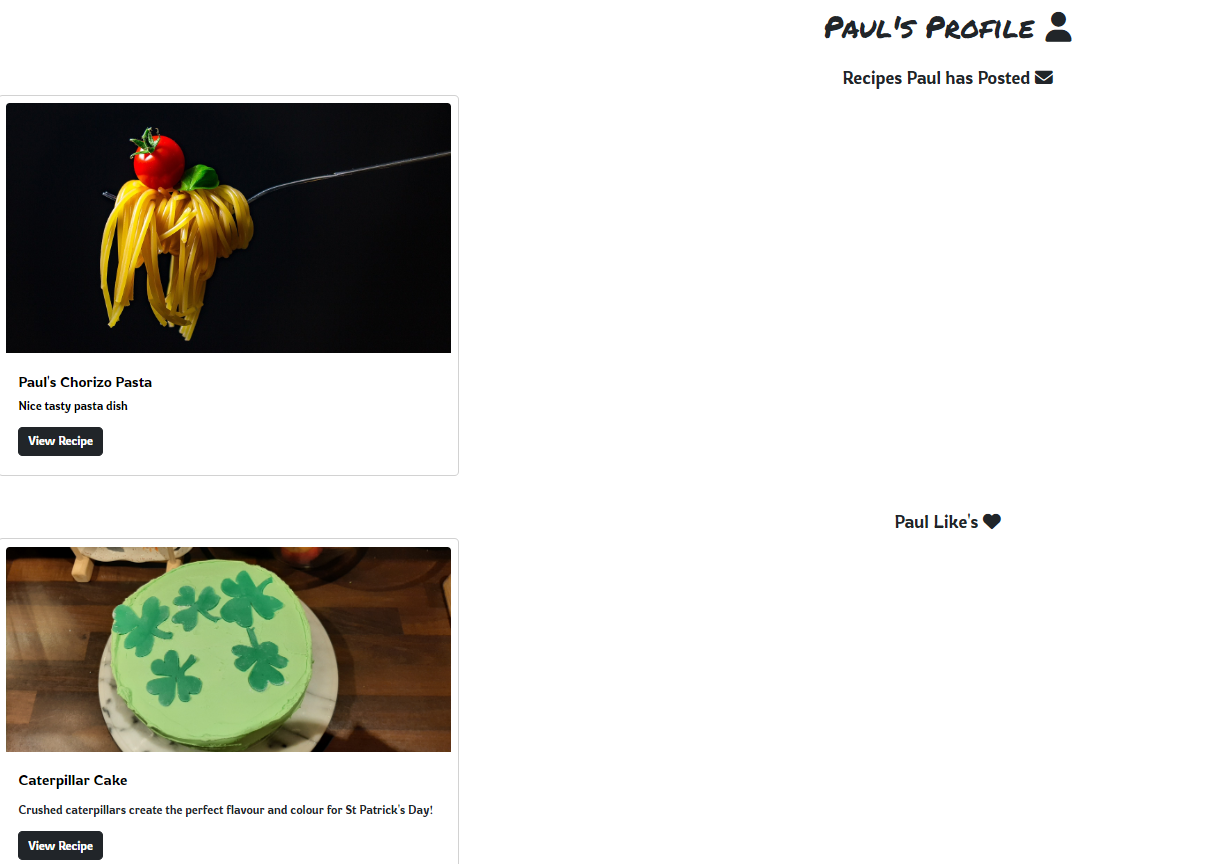 Paul's Profile
Recipes Paul has Posted
Paul's Chorizo Pasta
Nice tasty pasta dish
View Recipe
Paul Like's
Caterpillar Cake
Crushed caterpillars create the perfect flavour and colour for St Patrick's Day!
View Recipe